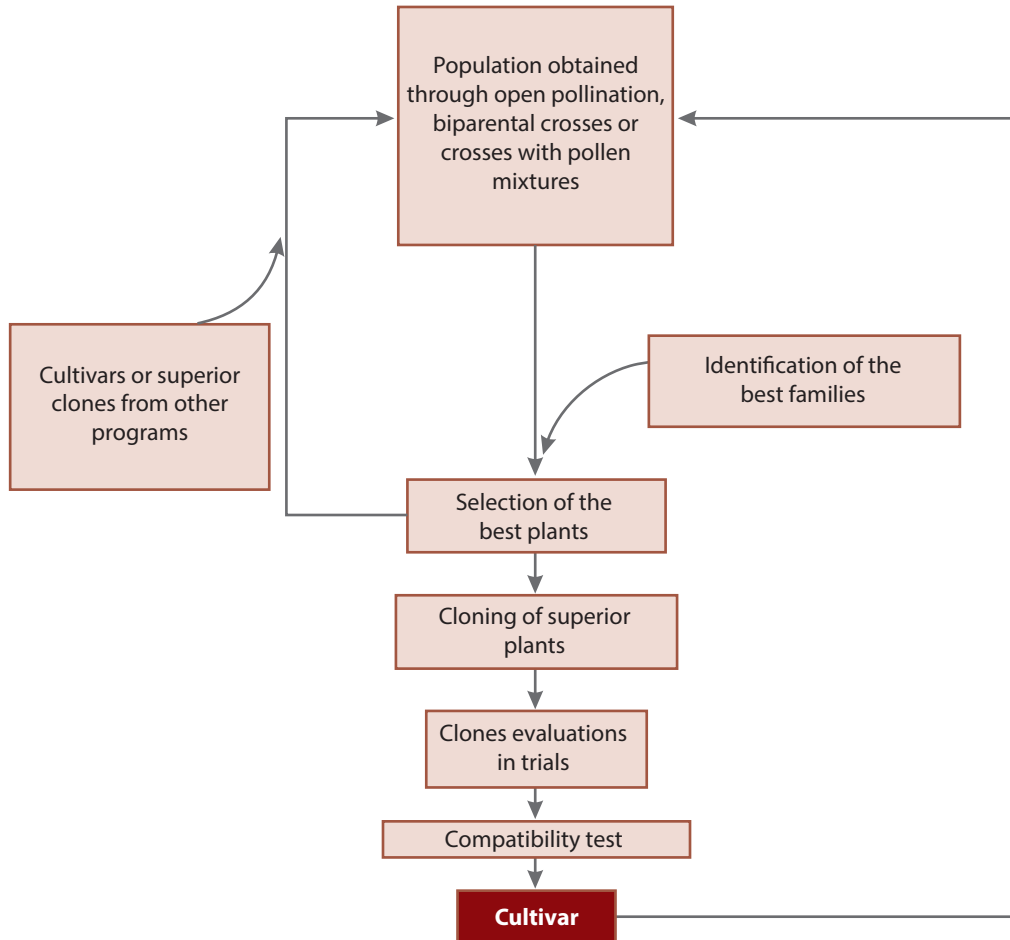 Population obtained
through open pollination,
biparental crosses or
crosses with pollen
mixtures
Cultivars or superior
clones from other
programs
Identification of the
best families
Selection of the
best plants
Cloning of superior
plants
Clones evaluations
in trials
Compatibility test
Cultivar